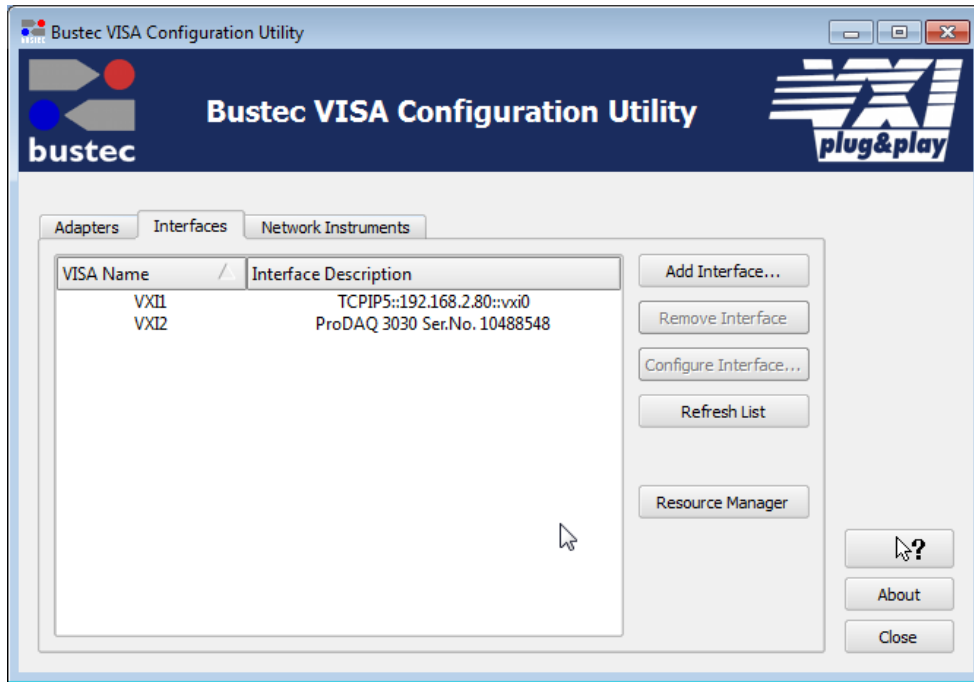 BUSTEC
Bustec VISA Configuration Utility
bustec
Bustec VISA Configuration Utility
VXI
plug&play
Adapters
Interfaces
Network Instruments
VISA Name
Interface Description
VXI1
TCPIP5::192.168.2.80::vxi0
VXI2
ProDAQ 3030 Ser.No. 10488548
Add Interface...
Remove Interface
Configure Interface...
Refresh List
Resource Manager
?
About
Close